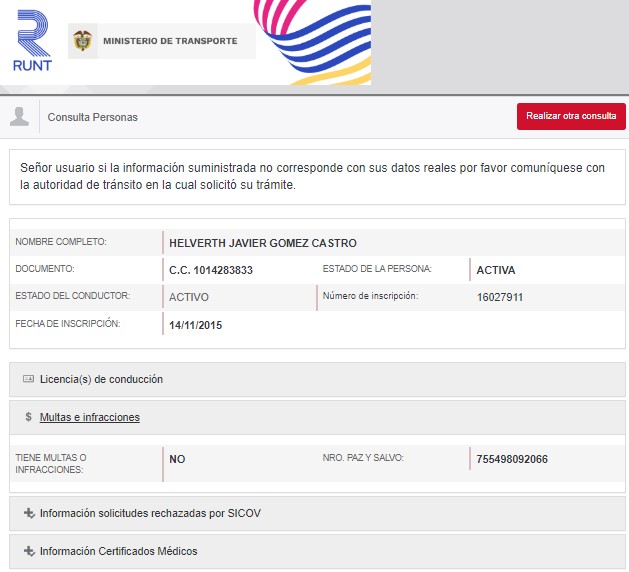 RUNT
MINISTERIO DE TRANSPORTE
Consulta Personas
Realizar otra consulta
Señor usuario si la información suministrada no corresponde con sus datos reales por favor comuníquese con
la autoridad de tránsito en la cual solicitó su trámite.
NOMBRE COMPLETO: HELVERTH JAVIER GOMEZ CASTRO
DOCUMENTO: C.C. 1014283833 ESTADO DE LA PERSONA: ACTIVA
ESTADO DEL CONDUCTOR: ACTIVO Número de inscripción: 16027911
FECHA DE INSCRIPCIÓN: 14/11/2015
Licencia(s) de conducción
$ Multas e infracciones
TIENE MULTAS O
INFRACCIONES: NO NRO. PAZ Y SALVO: 755498092066
Información solicitudes rechazadas por SICOV
Información Certificados Médicos